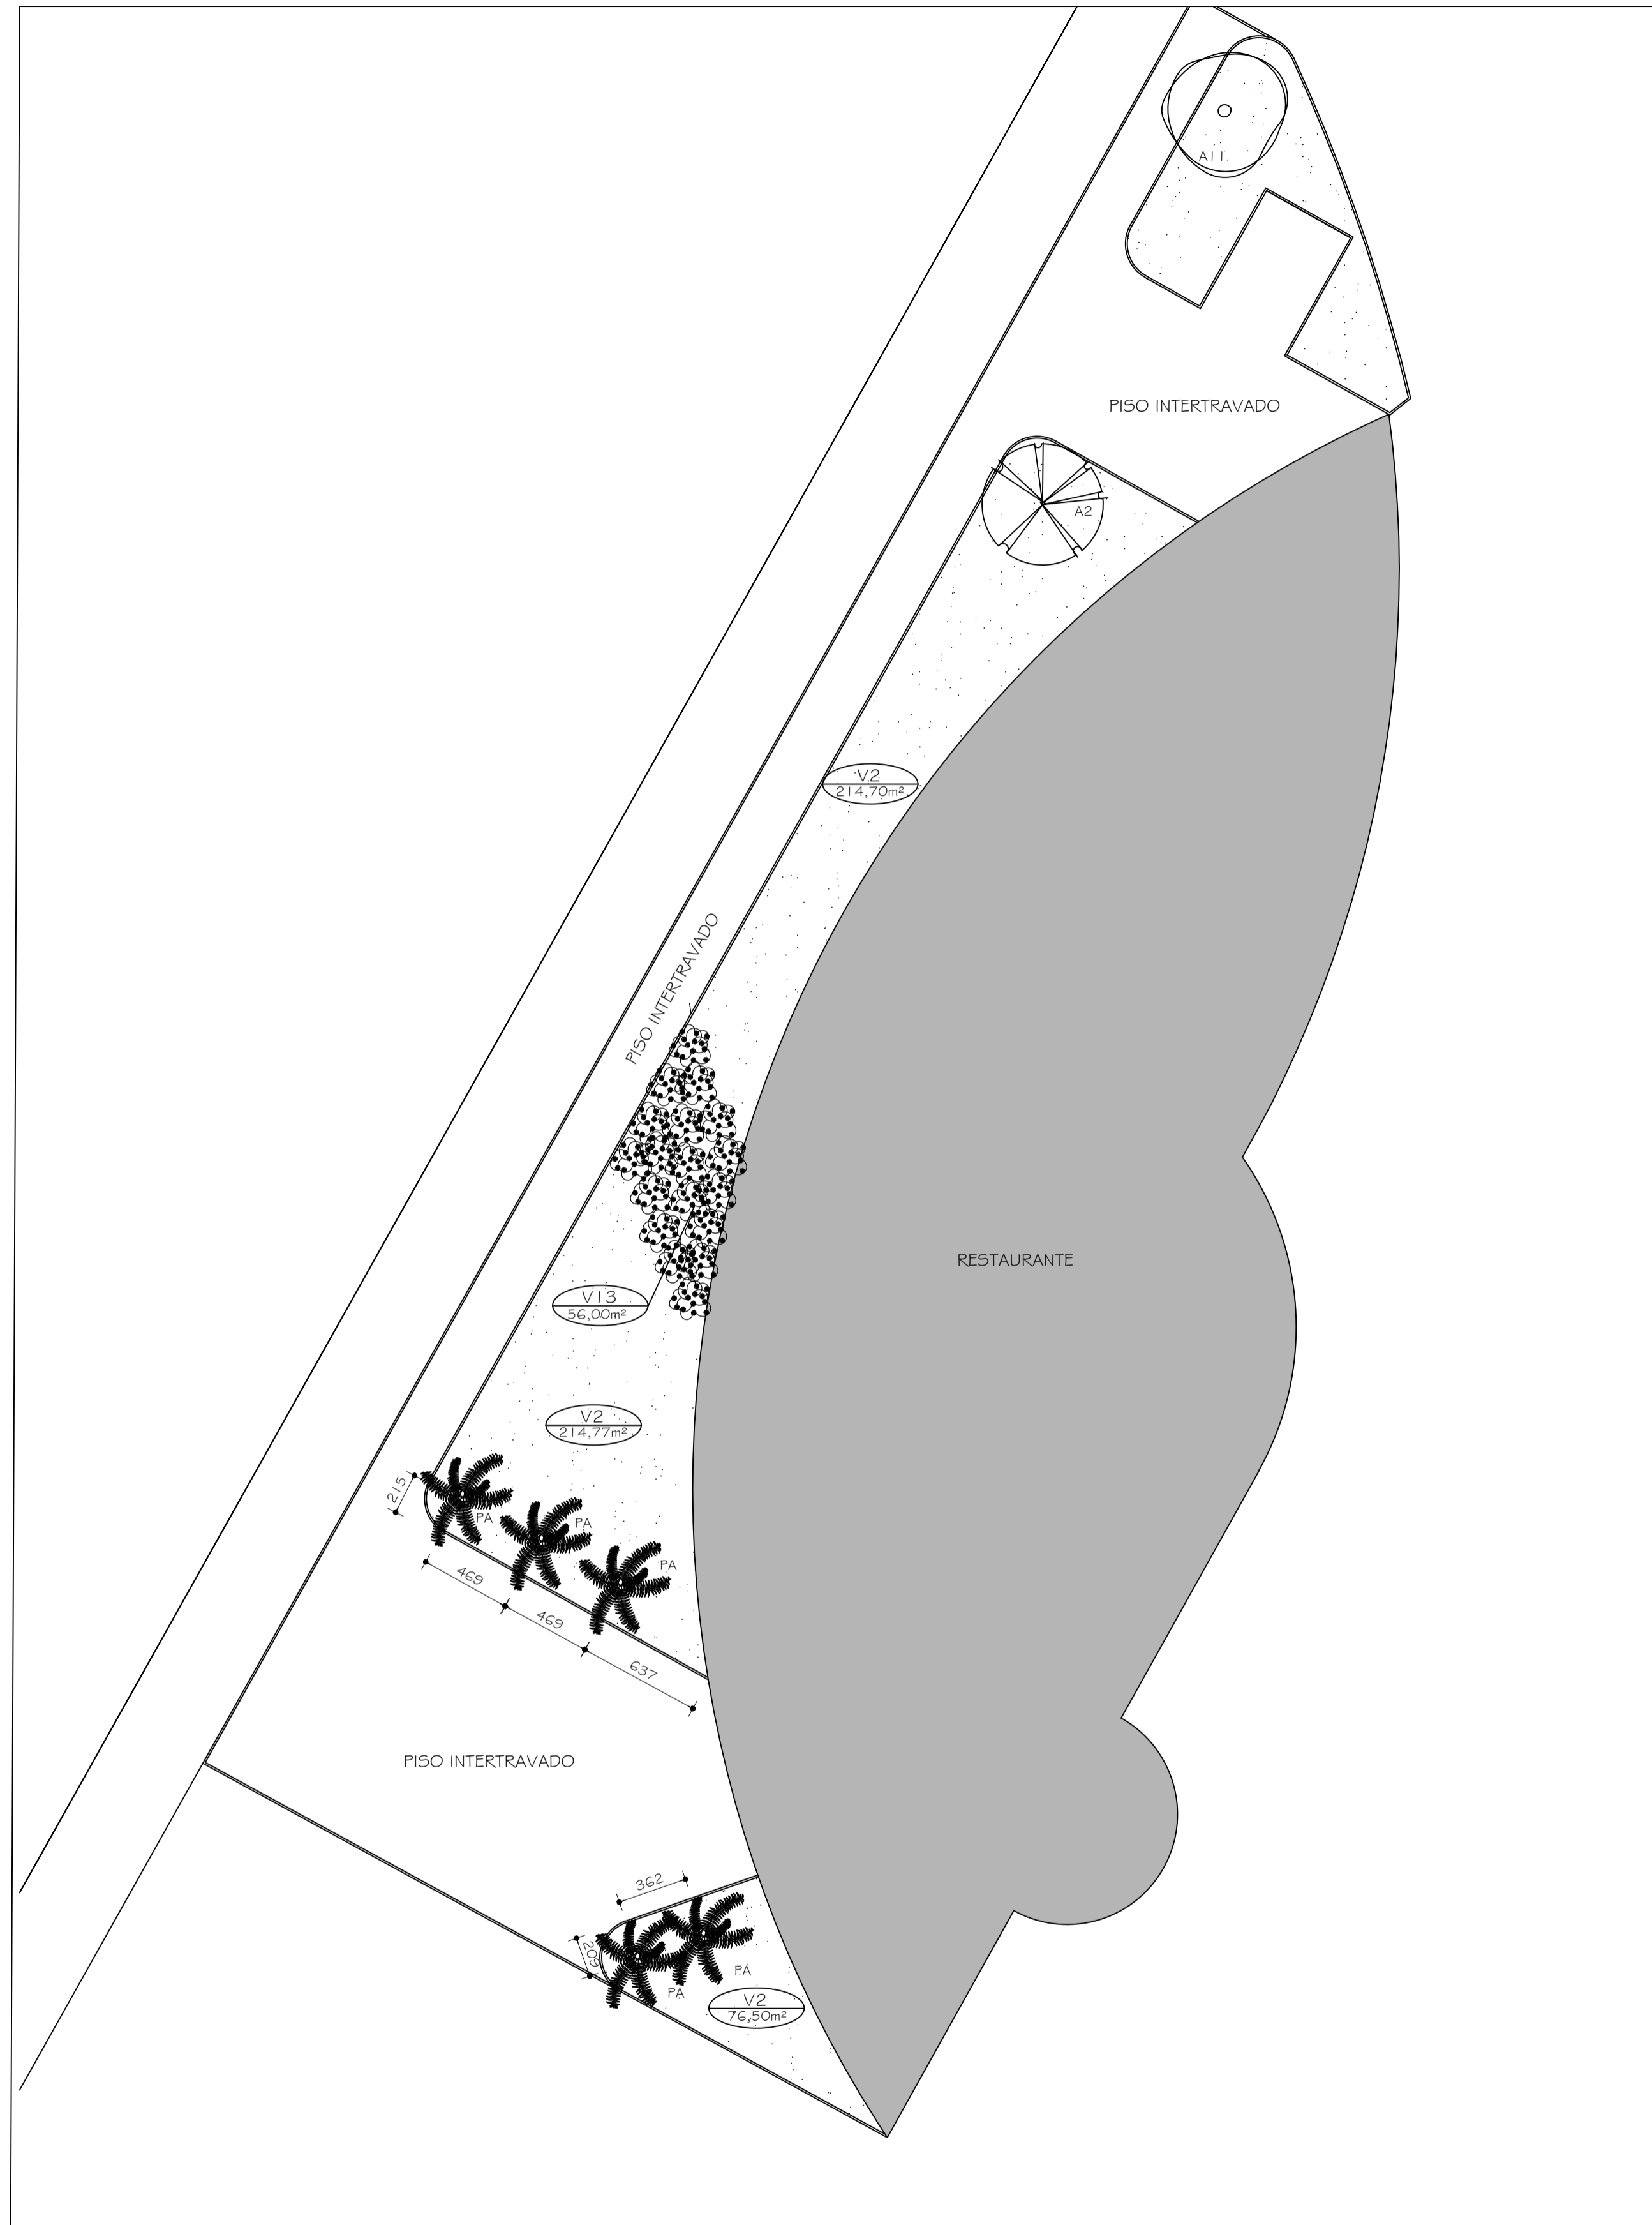 A11
PISO INTERTRAVADO
A2
V2
214,70m²
PISO INTERTRAVADO
RESTAURANTE
V13
56,00m²
V2
214,77m²
215
PA
PA
PA
469
469
637
PISO INTERTRAVADO
362
209
PA
PA
V2
76,50m²